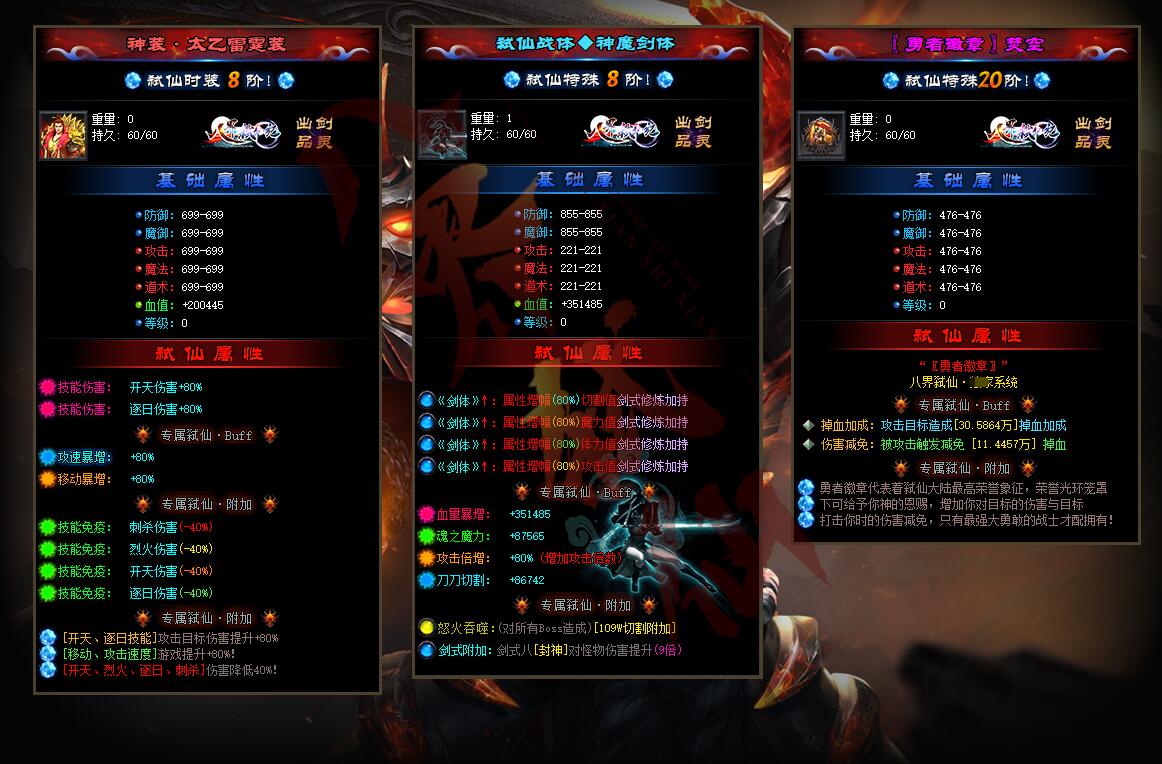 神装·太乙雷霆装
弑仙时装 8 阶!
重量: 0
持久: 60/60
剑灵
出品
基础属性
防御: 699-699
魔御: 699-699
攻击: 699-699
魔法: 699-699
道术: 699-699
血值: +200445
等级: 0
弑仙属性
技能伤害: 开天伤害+80%
技能伤害: 逐日伤害+80%
专属弑仙·Buff
攻速暴增: +80%
移动暴增: +80%
专属弑仙·附加
技能免疫: 刺杀伤害(-40%)
技能免疫: 烈火伤害(-40%)
技能免疫: 开天伤害(-40%)
技能免疫: 逐日伤害(-40%)
专属弑仙·附加
[开天、逐日技能]攻击目标伤害提升+80%
[移动、攻击速度]游戏提升+80%!
[开天、烈火、逐日、刺杀]伤害降低40%!
弑仙战体◆神魔剑体
弑仙特殊 8 阶!
重量: 1
持久: 60/60
剑灵
出品
基础属性
防御: 855-855
魔御: 855-855
攻击: 221-221
魔法: 221-221
道术: 221-221
血值: +351485
等级: 0
弑仙属性
《剑体》↑: 属性增幅(80%)切割值剑式修炼加持
《剑体》↑: 属性增幅(80%)魔力值剑式修炼加持
《剑体》↑: 属性增幅(80%)体力值剑式修炼加持
《剑体》↑: 属性增幅(80%)攻击值剑式修炼加持
专属弑仙·Buff
血量暴增: +351485
魂之魔力: +87565
攻击倍增: +80% (增加攻击倍数)
刀刀切割: +86742
专属弑仙·附加
怒火吞噬:(对所有Boss造成)[109W切割附加]
剑式附加:剑式八[封神]对怪物伤害提升(9倍)
〖勇者徽章〗焚空
弑仙特殊20阶!
重量: 0
持久: 60/60
剑灵
出品
基础属性
防御: 476-476
魔御: 476-476
攻击: 476-476
魔法: 476-476
道术: 476-476
等级: 0
弑仙属性
“〖勇者徽章〗”
八界弑仙·系统
专属弑仙·Buff
掉血加成: 攻击目标造成[30.5864万]掉血加成
伤害减免: 被攻击触发减免 [11.4457万] 掉血
专属弑仙·附加
勇者徽章代表着弑仙大陆最高荣誉象征，荣誉光环笼罩
下可给予你神的恩赐，增加你对目标的伤害与目标
打击你时的伤害减免，只有最强大勇敢的战士才配拥有!